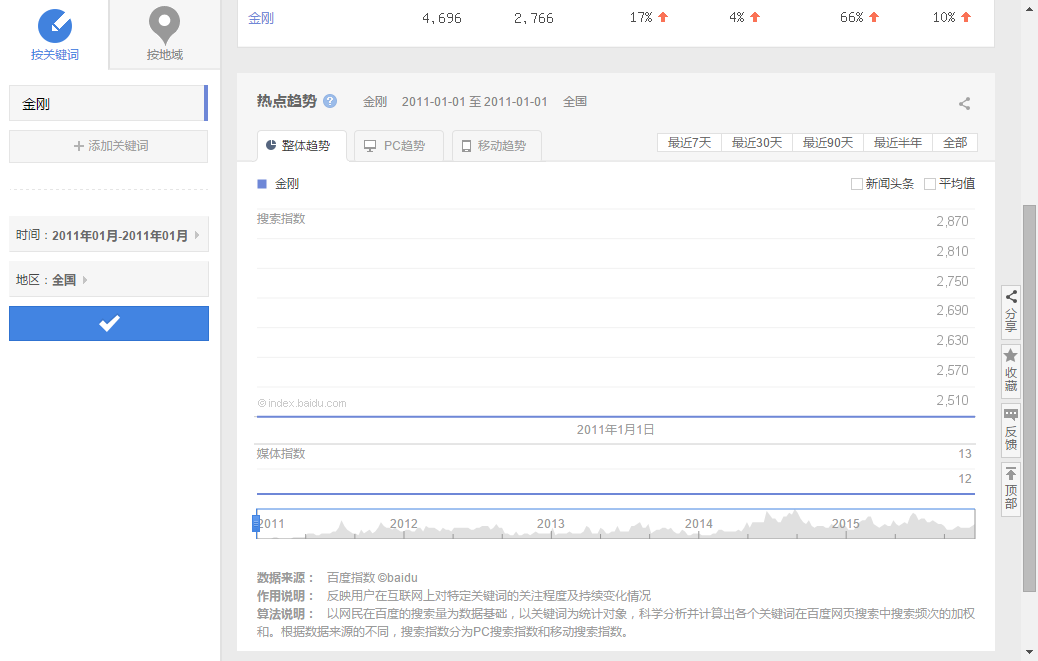 按关键词 按地域
金刚
添加关键词
时间：2011年01月-2011年01月
地区：全国
金刚 4,696 2,766 17% 4% 66% 10%
热点趋势 ? 金刚 2011-01-01 至 2011-01-01 全国
整体趋势 PC趋势 移动趋势 最近7天 最近30天 最近90天 最近半年 全部
金刚 新闻头条 平均值
搜索指数 2,870
2,810
2,750
2,690
2,630
2,570
©index.baidu.com 2,510
2011年1月1日
媒体指数 13
12
2011 2012 2013 2014 2015
数据来源： 百度指数 ©baidu
作用说明： 反映用户在互联网上对特定关键词的关注程度及持续变化情况
算法说明： 以网民在百度的搜索量为数据基础，以关键词为统计对象，科学分析并计算出各个关键词在百度网页搜索中搜索频次的加权
和。根据数据来源的不同，搜索指数分为PC搜索指数和移动搜索指数。
分享
收藏
反馈
顶部